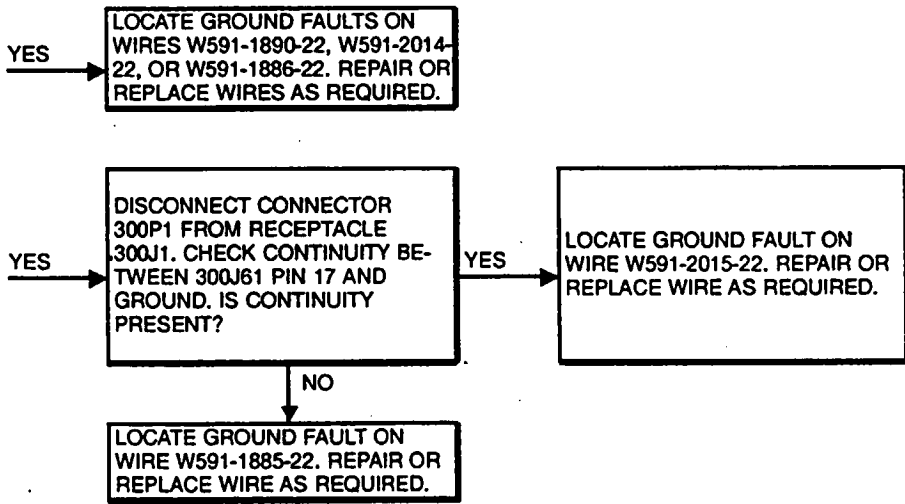 LOCATE GROUND FAULTS ON
WIRES W591-1890-22, W591-2014-
22, OR W591-1886-22. REPAIR OR
REPLACE WIRES AS REQUIRED.
YES
DISCONNECT CONNECTOR
300P1 FROM RECEPTACLE
300J1. CHECK CONTINUITY BE-
TWEEN 300J61 PIN 17 AND
GROUND. IS CONTINUITY
PRESENT?
YES
YES
LOCATE GROUND FAULT ON
WIRE W591-2015-22. REPAIR OR
REPLACE WIRE AS REQUIRED.
NO
LOCATE GROUND FAULT ON
WIRE W591-1885-22. REPAIR OR
REPLACE WIRE AS REQUIRED.